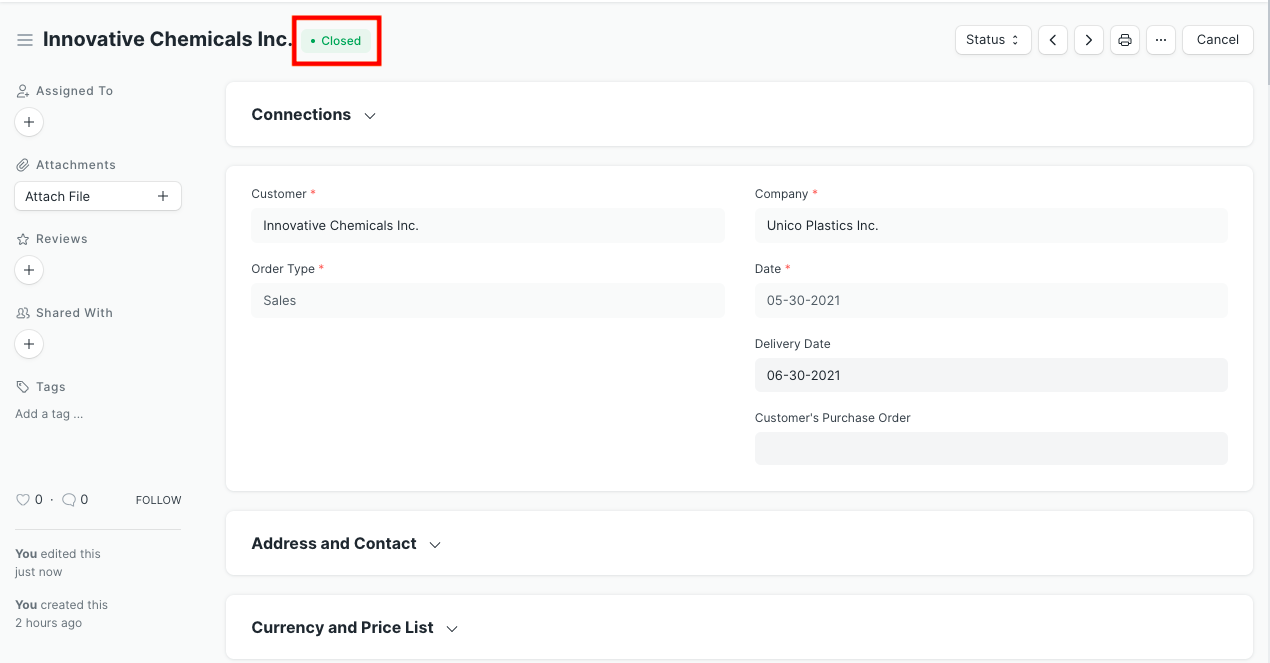 Innovative Chemicals Inc.
• Closed
Status
...
Cancel
Assigned To
+
Attachments
Attach File +
Reviews
+
Shared With
+
Tags
Add a tag ...
0 · 0 FOLLOW
You edited this
just now
You created this
2 hours ago
Connections
Customer *
Innovative Chemicals Inc.
Order Type *
Sales
Company *
Unico Plastics Inc.
Date *
05-30-2021
Delivery Date
06-30-2021
Customer's Purchase Order
Address and Contact
Currency and Price List